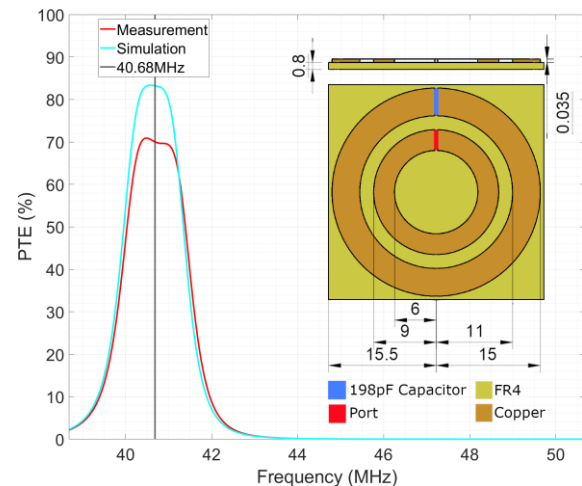 Measurement
Simulation
40.68MHz
100
90
80
70
60
50
40
30
20
10
0
PTE (%)
40
42
44
46
48
50
Frequency (MHz)
0.8
0.035
6
9
11
15.5
15
198pF Capacitor
FR4
Port
Copper